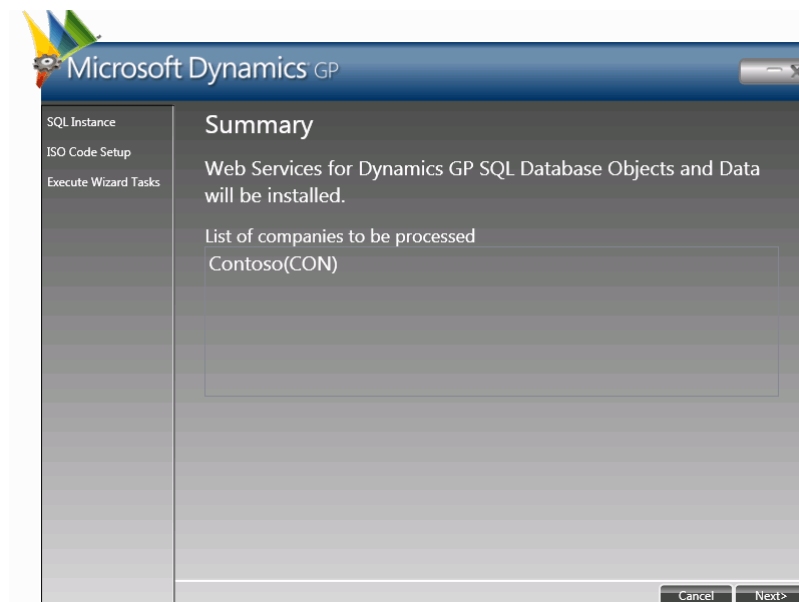 Microsoft Dynamics GP
SQL Instance
ISO Code Setup
Execute Wizard Tasks
Summary
Web Services for Dynamics GP SQL Database Objects and Data
will be installed.
List of companies to be processed
Contoso(CON)
Cancel
Next>